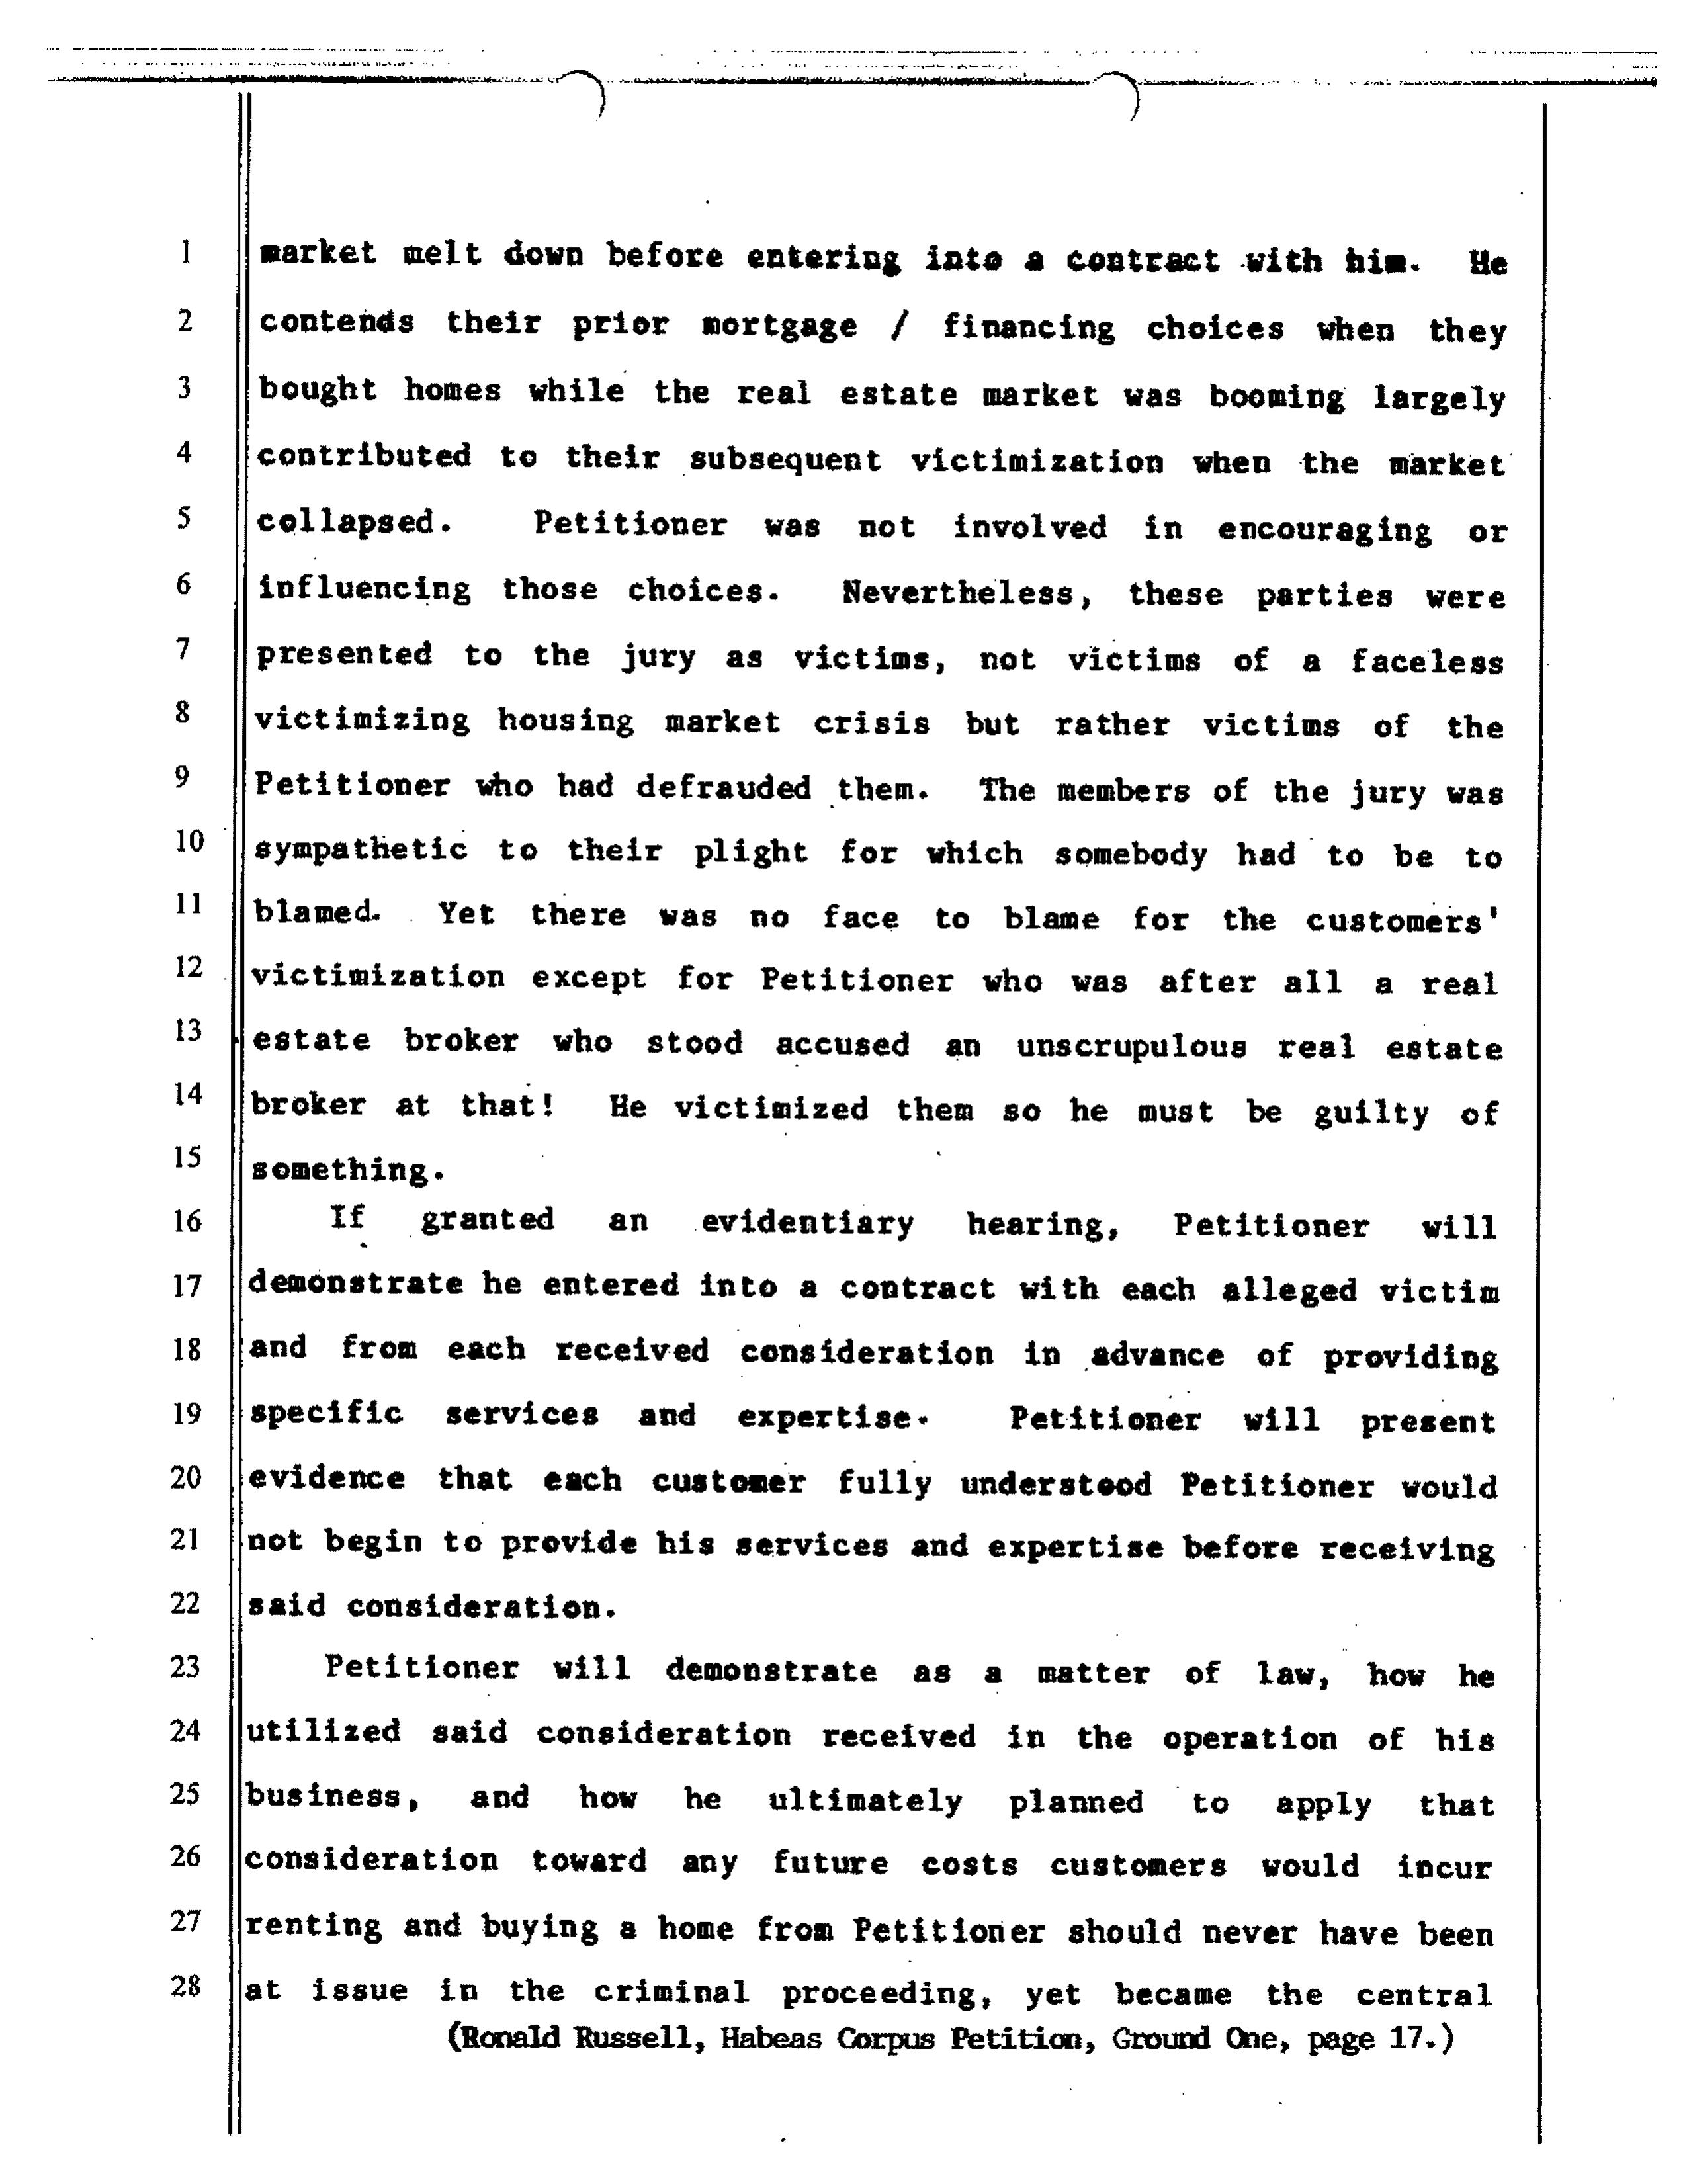 1 market melt down before entering into a contract with him. He
2 contends their prior mortgage / financing choices when they
3 bought homes while the real estate market was booming largely
4 contributed to their subsequent victimization when the market
5 collapsed. Petitioner was not involved in encouraging or
6 influencing those choices. Nevertheless, these parties were
7 presented to the jury as victims, not victims of a faceless
8 victimizing housing market crisis but rather victims of the
9 Petitioner who had defrauded them. The members of the jury was
10 sympathetic to their plight for which somebody had to be to
11 blamed. Yet there was no face to blame for the customers'
12 victimization except for Petitioner who was after all a real
13 estate broker who stood accused an unscrupulous real estate
14 broker at that! He victimized them so he must be guilty of
15 something.
16 If granted an evidentiary hearing, Petitioner will
17 demonstrate he entered into a contract with each alleged victim
18 and from each received consideration in advance of providing
19 specific services and expertise. Petitioner will present
20 evidence that each customer fully understood Petitioner would
21 not begin to provide his services and expertise before receiving
22 said consideration.
23 Petitioner will demonstrate as a matter of law, how he
24 utilized said consideration received in the operation of his
25 business, and how he ultimately planned to apply that
26 consideration toward any future costs customers would incur
27 renting and buying a home from Petitioner should never have been
28 at issue in the criminal proceeding, yet became the central
(Ronald Russell, Habeas Corpus Petition, Ground One, page 17.)